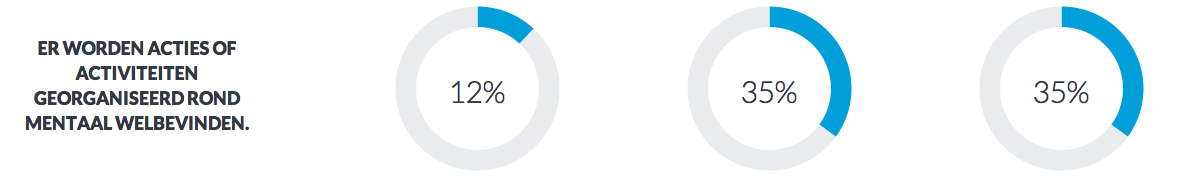 ER WORDEN ACTIES OF
ACTIVITEITEN
GEORGANISEERD ROND
MENTAAL WELBEVINDEN.
12%
35%
35%